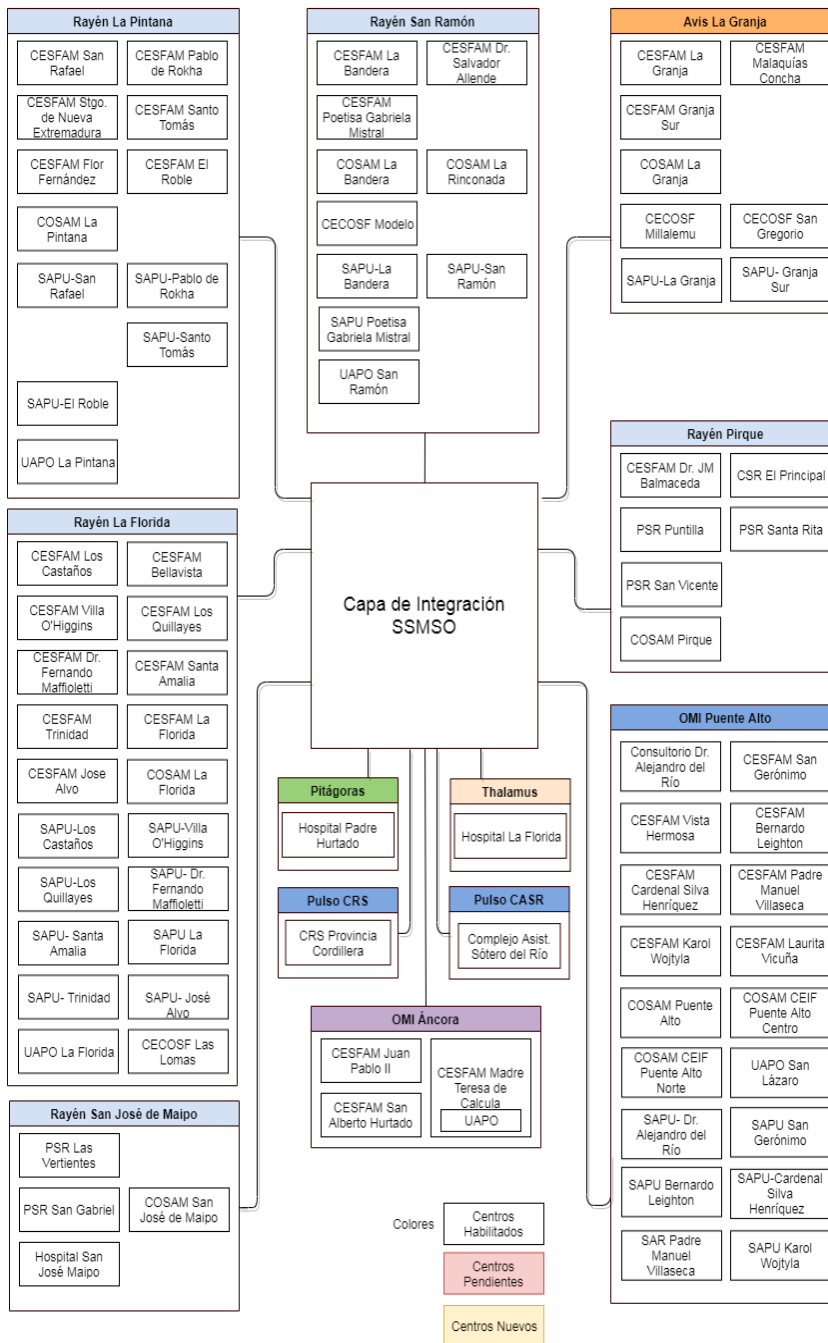 Rayén La Pintana
CESFAM San
Rafael
CESFAM Pablo
de Rokha
CESFAM Stgo.
de Nueva
Extremadura
CESFAM Santo
Tomás
CESFAM Flor
Fernández
CESFAM El
Roble
COSAM La
Pintana
SAPU-San
Rafael
SAPU-Pablo de
Rokha
SAPU-Santo
Tomás
SAPU-El Roble
UAPO La Pintana
Rayén San Ramón
CESFAM La
Bandera
CESFAM Dr.
Salvador
Allende
CESFAM
Poetisa Gabriela
Mistral
COSAM La
Bandera
COSAM La
Rinconada
CECOSF Modelo
SAPU-La
Bandera
SAPU-San
Ramón
SAPU Poetisa
Gabriela Mistral
UAPO San
Ramón
Avis La Granja
CESFAM La
Granja
CESFAM
Malaquías
Concha
CESFAM Granja
Sur
COSAM La
Granja
CECOSF
Millalemu
CECOSF San
Gregorio
SAPU-La Granja
SAPU- Granja
Sur
Rayén Pirque
CESFAM Dr. JM
Balmaceda
CSR El Principal
PSR Puntilla
PSR Santa Rita
PSR San Vicente
COSAM Pirque
Rayén La Florida
CESFAM Los
Castaños
CESFAM
Bellavista
CESFAM Villa
O'Higgins
CESFAM Los
Quillayes
CESFAM Dr.
Fernando
Maffioletti
CESFAM Santa
Amalia
CESFAM
Trinidad
CESFAM La
Florida
CESFAM Jose
Alvo
COSAM La
Florida
SAPU-Los
Castaños
SAPU-Villa
O'Higgins
SAPU-Los
Quillayes
SAPU- Dr.
Fernando
Maffioletti
SAPU- Santa
Amalia
SAPU La
Florida
SAPU- Trinidad
SAPU- José
Alvo
UAPO La Florida
CECOSF Las
Lomas
Capa de Integración
SSMSO
Pitágoras
Hospital Padre
Hurtado
Thalamus
Hospital La Florida
Pulso CRS
CRS Provincia
Cordillera
Pulso CASR
Complejo Asist.
Sótero del Río
OMI Áncora
CESFAM Juan
Pablo II
CESFAM San
Alberto Hurtado
CESFAM Madre
Teresa de
Calcula
UAPO
OMI Puente Alto
Consultorio Dr.
Alejandro del
Río
CESFAM San
Gerónimo
CESFAM Vista
Hermosa
CESFAM
Bernardo
Leighton
CESFAM
Cardenal Silva
Henríquez
CESFAM Padre
Manuel
Villaseca
CESFAM Karol
Wojtyla
CESFAM Laurita
Vicuña
COSAM Puente
Alto
COSAM CEIF
Puente Alto
Centro
COSAM CEIF
Puente Alto
Norte
UAPO San
Lázaro
SAPU- Dr.
Alejandro del
Río
SAPU San
Gerónimo
SAPU Bernardo
Leighton
SAPU-Cardenal
Silva
Henríquez
SAR Padre
Manuel
Villaseca
SAPU Karol
Wojtyla
Rayén San José de Maipo
PSR Las
Vertientes
PSR San Gabriel
COSAM San
José de Maipo
Hospital San
José Maipo
Colores
Centros
Habilitados
Centros
Pendientes
Centros Nuevos